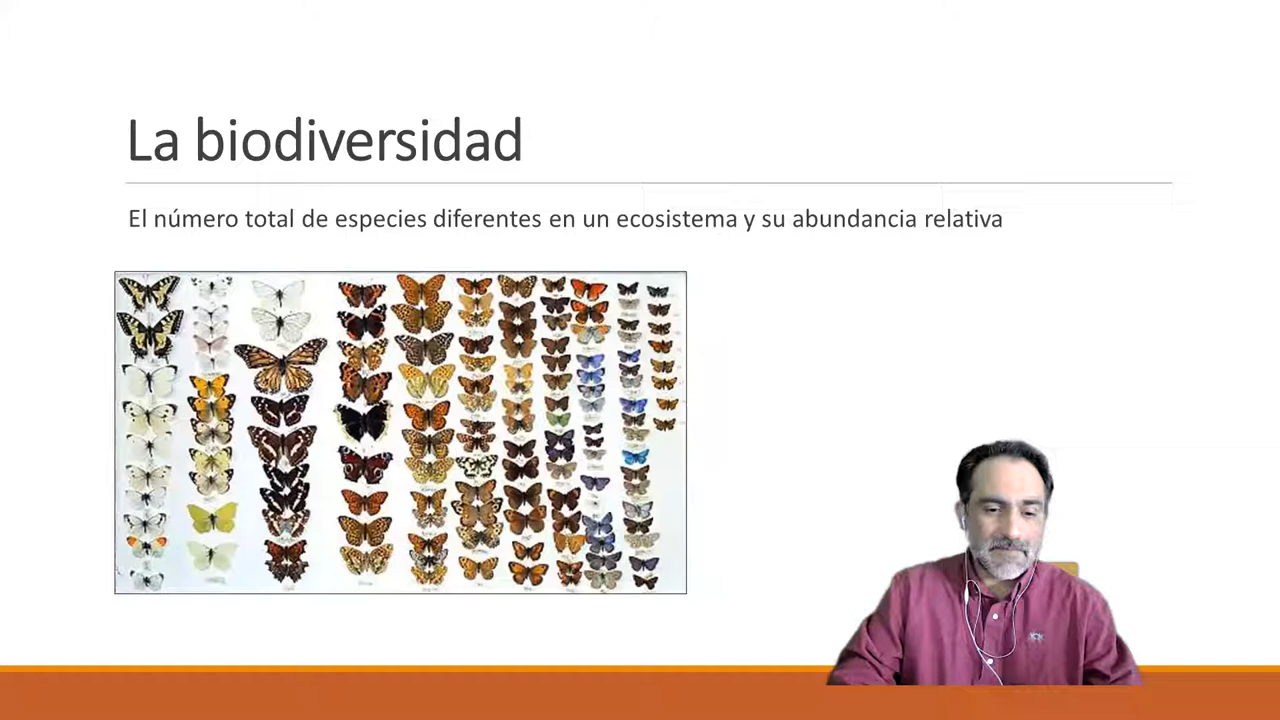 La biodiversidad
El número total de especies diferentes en un ecosistema y su abundancia relativa